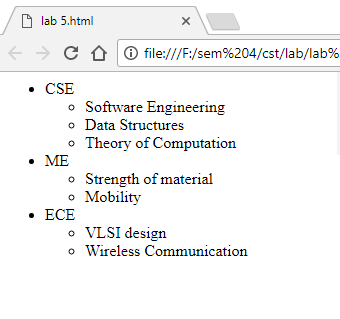 lab 5.html
file:///F:/sem%204/cst/lab/lab%
CSE
Software Engineering
Data Structures
Theory of Computation
ME
Strength of material
Mobility
ECE
VLSI design
Wireless Communication